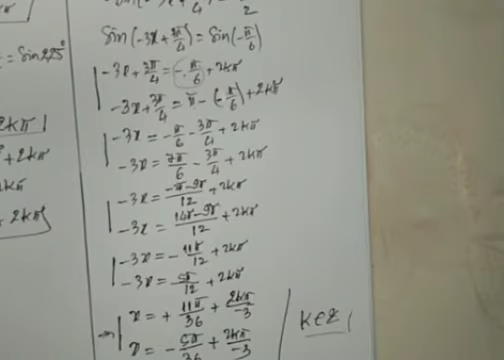 sin(-3x+3π/4) = sin(-π/6)
= sin 225°
-3x+3π/4 = -π/6 + 2kπ
-3x+3π/4 = π-(-π/6)+2kπ
2kπ |
-3x = -π/6 - 3π/4 + 2kπ
+2kπ
-3x = 7π/6 - 3π/4 + 2kπ
kπ
-3x = -π-9π/12 + 2kπ
2kπ
-3x = 14π-9π/12 + 2kπ
-3x = -11π/12 + 2kπ
-3x = 5π/12 + 2kπ
x = + 11π/36 + 2kπ/-3
k∈Z
x = - 5π/36 + 2kπ/-3